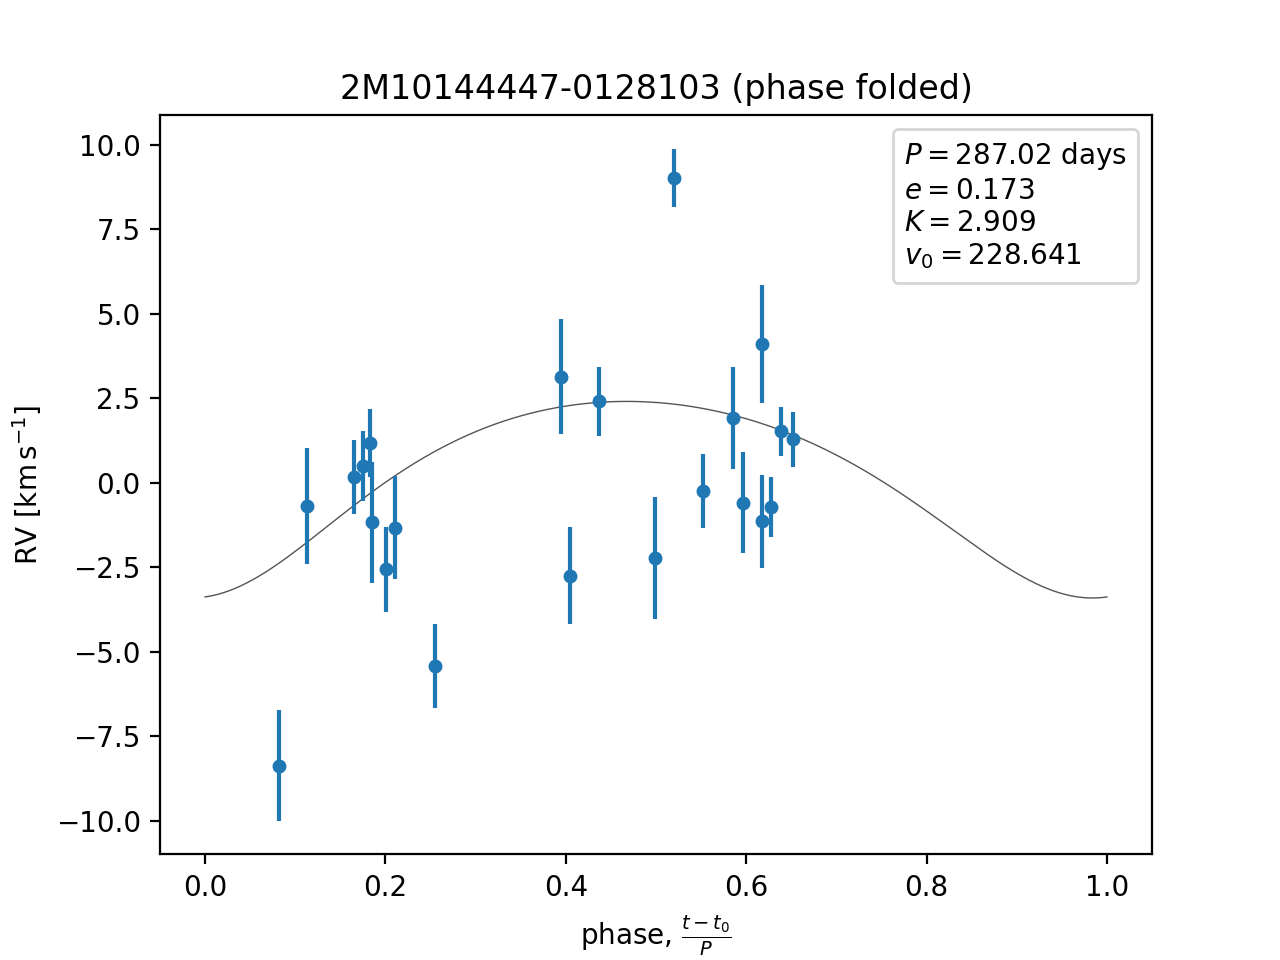 2M10144447-0128103 (phase folded)
P = 287.02 days
e = 0.173
K = 2.909
v₀ = 228.641
RV [km s⁻¹]
10.0
7.5
5.0
2.5
0.0
−2.5
−5.0
−7.5
−10.0
0.0 0.2 0.4 0.6 0.8 1.0
phase, (t − t₀)/P